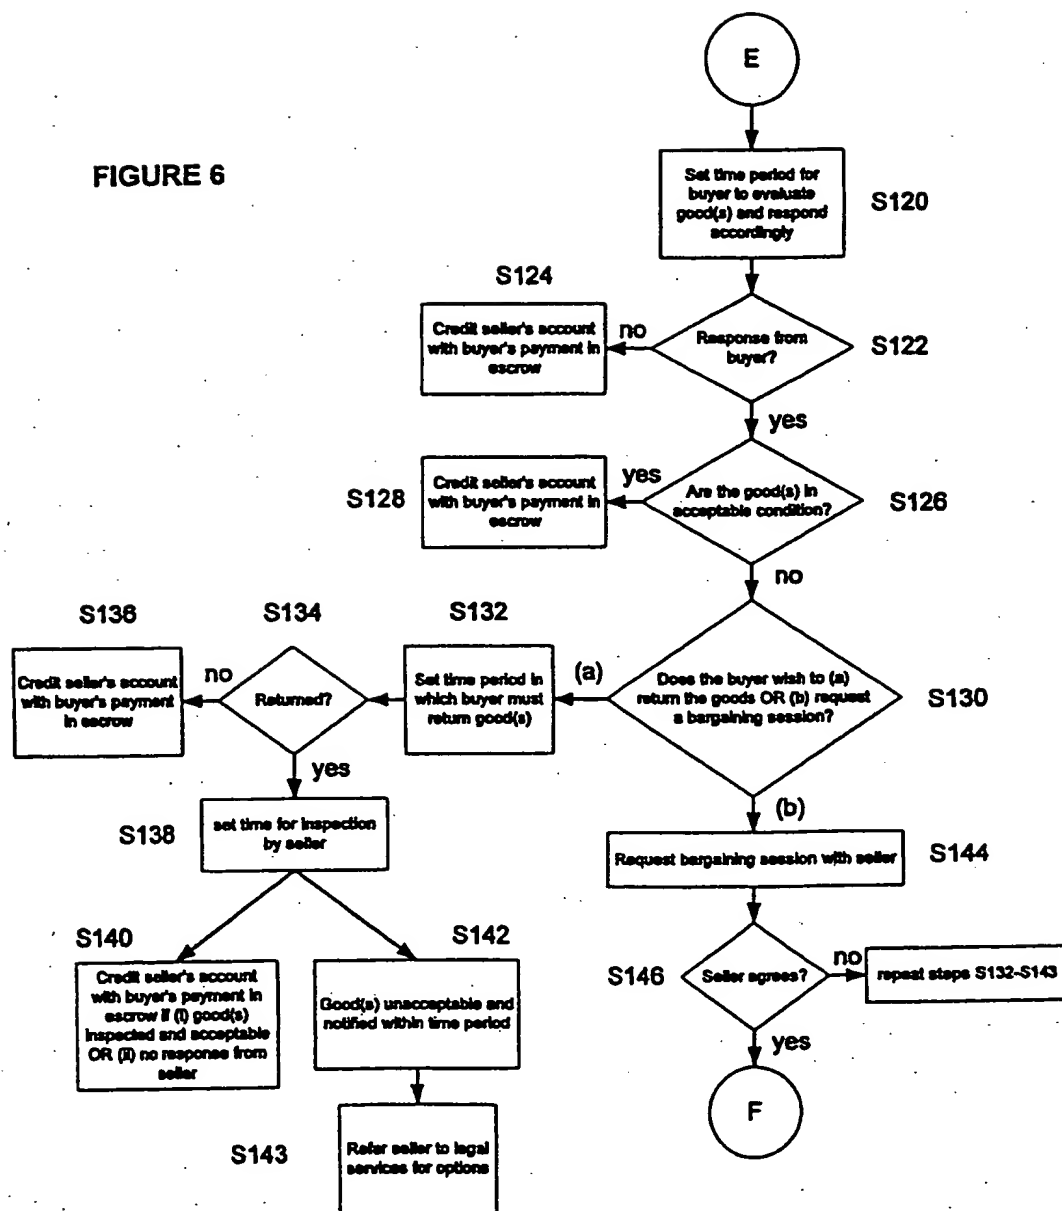 E
FIGURE 6
Set time period for
buyer to evaluate
good(s) and respond
accordingly
S120
S124
Credit seller's account
with buyer's payment in
escrow
no
Response from
buyer?
S122
yes
S128
Credit seller's account
with buyer's payment in
escrow
yes
Are the good(s) in
acceptable condition?
S126
no
S136
S134
S132
Credit seller's account
with buyer's payment
in escrow
no
Returned?
Set time period in
which buyer must
return good(s)
(a)
Does the buyer wish to (a)
return the goods OR (b) request
a bargaining session?
S130
yes
(b)
S138
set time for inspection
by seller
Request bargaining session with seller
S144
S140
Credit seller's account
with buyer's payment in
escrow if (i) good(s)
inspected and acceptable
OR (ii) no response from
seller
S142
Good(s) unacceptable and
notified within time period
S146
Seller agrees?
no
repeat steps S132-S143
yes
F
S143
Refer seller to legal
services for options